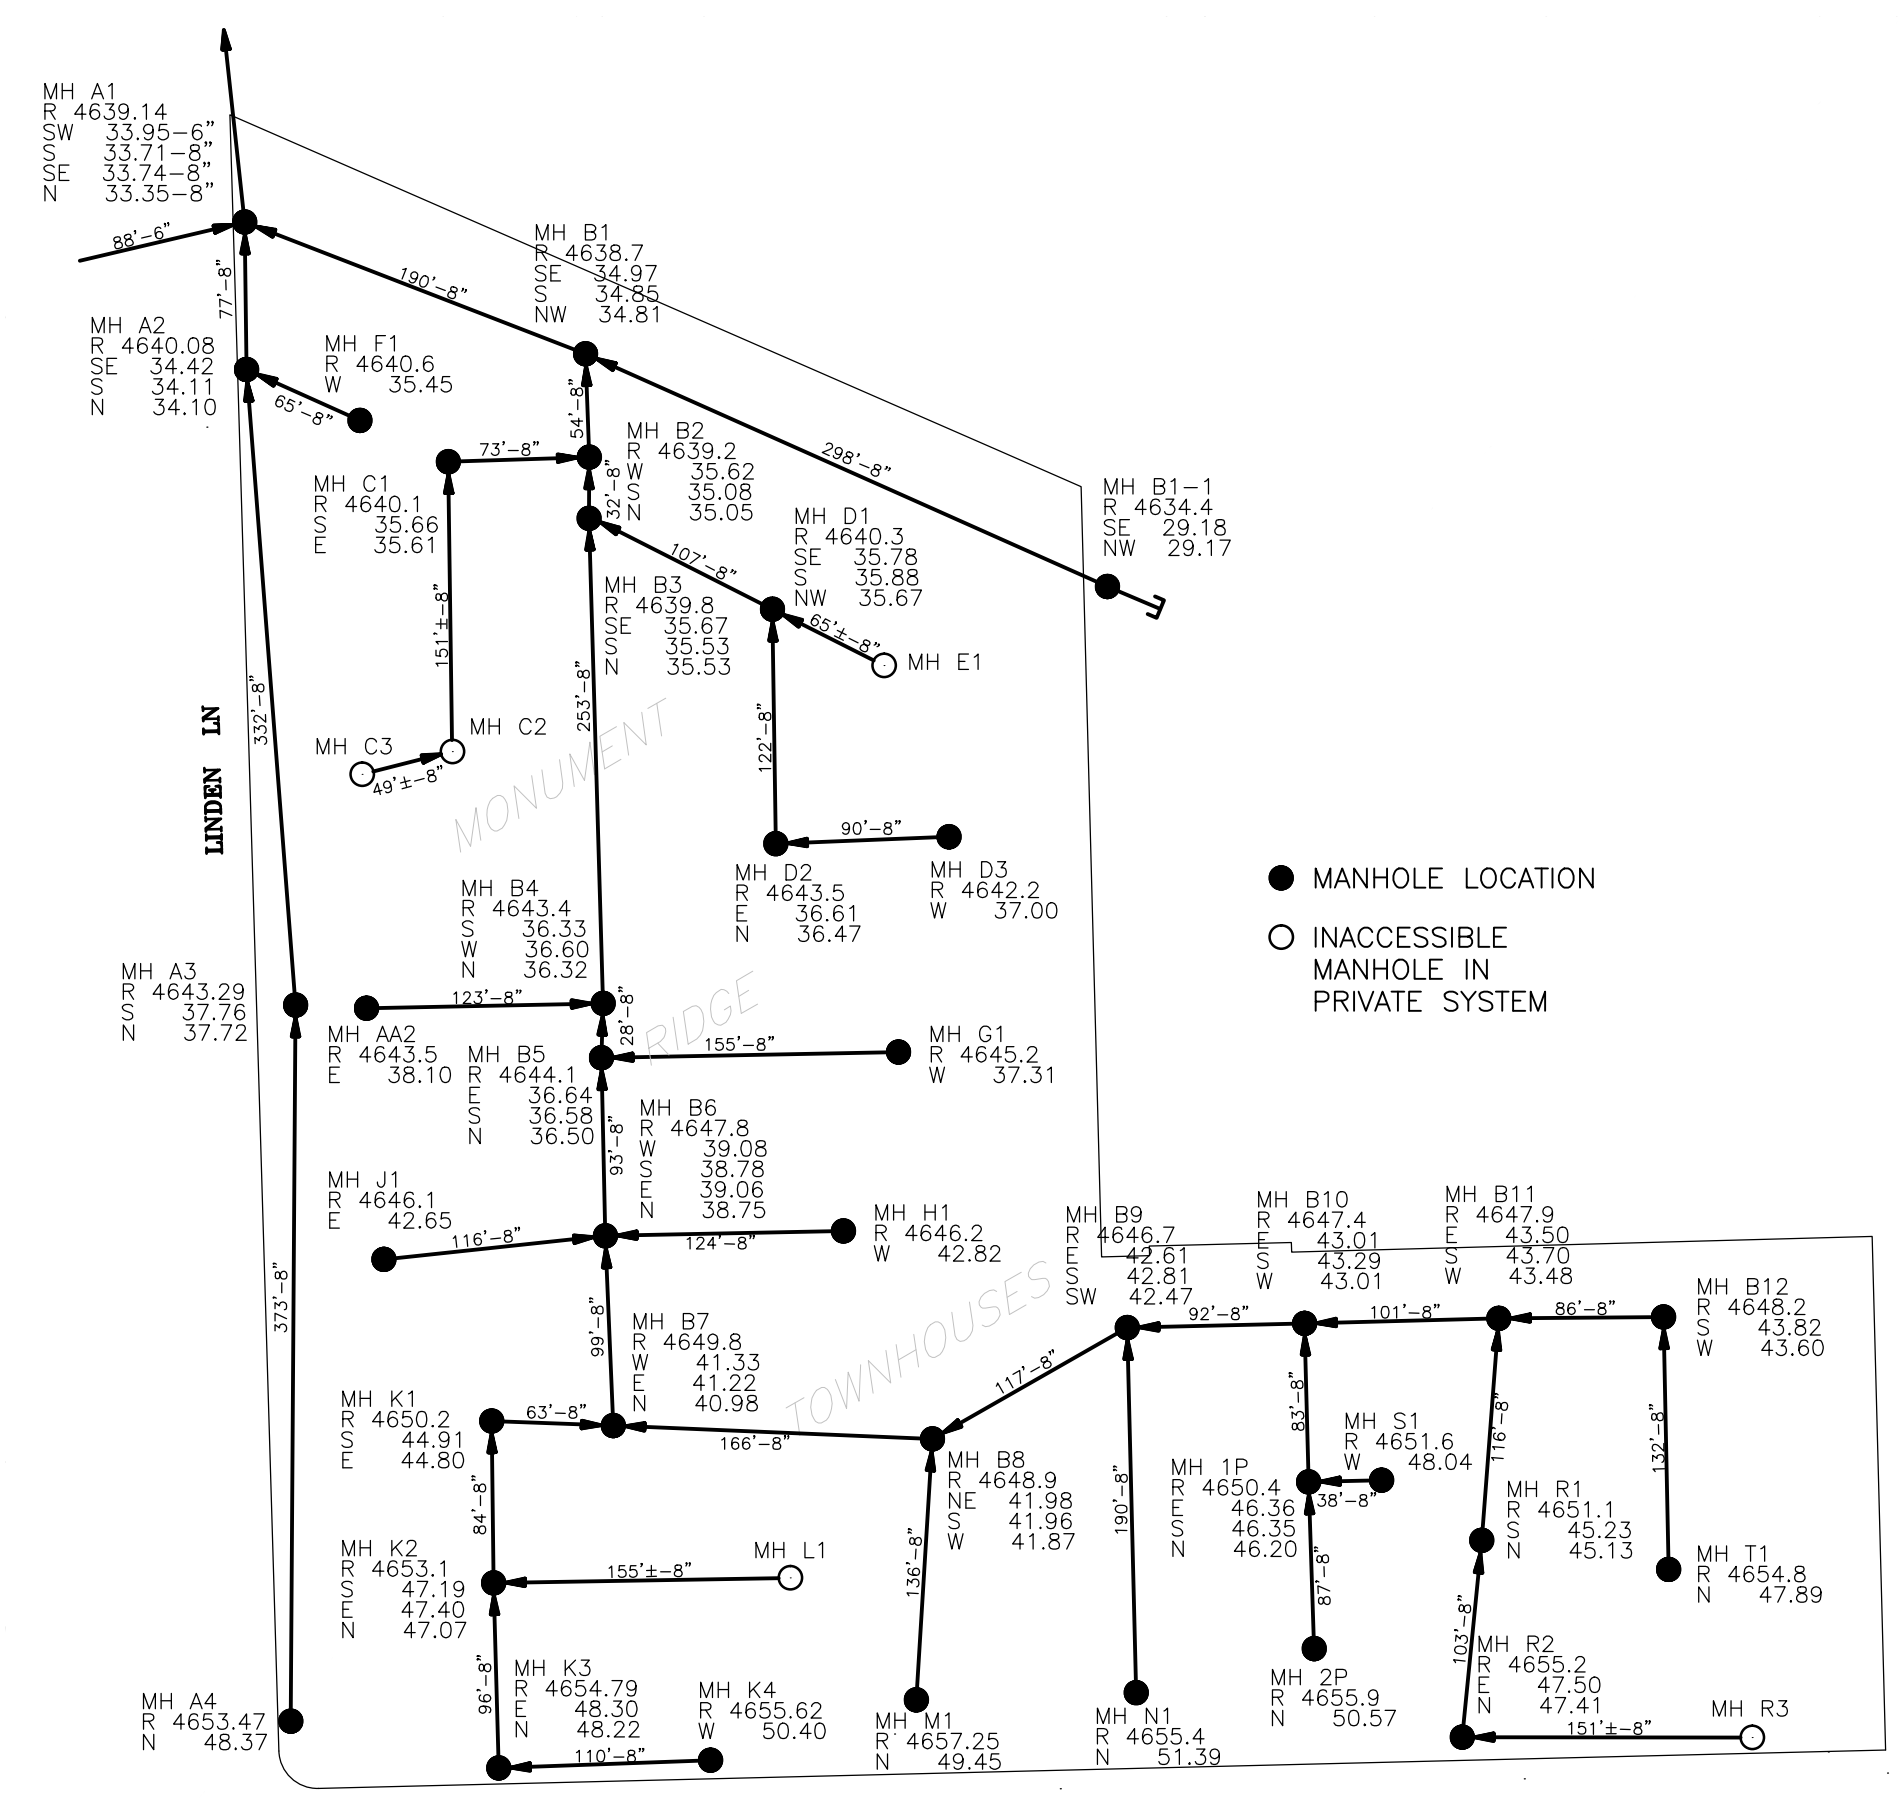 MH A1
R 4639.14
SW 33.95-6"
S 33.71-8"
SE 33.74-8"
N 33.35-8"
88'-6"
77'-8"
190'-8"
MH B1
R 4638.7
SE 34.97
S 34.85
NW 34.81
MH A2
R 4640.08
SE 34.42
S 34.11
N 34.10
MH F1
R 4640.6
W 35.45
65'-8"
54'-8"
298'-8"
73'-8"
MH B2
R 4639.2
W 35.62
S 35.08
N 35.05
32'-8"
MH C1
R 4640.1
S 35.66
E 35.61
MH B1-1
R 4634.4
SE 29.18
NW 29.17
MH D1
R 4640.3
SE 35.78
S 35.88
NW 35.67
107'-8"
MH B3
R 4639.8
SE 35.67
S 35.53
N 35.53
65'±-8"
MH E1
151'±-8"
332'-8"
253'-8"
122'-8"
LINDEN LN
MH C2
MH C3
49'±-8"
MONUMENT
90'-8"
MH D2
R 4643.5
E 36.61
N 36.47
MH D3
R 4642.2
W 37.00
MANHOLE LOCATION
INACCESSIBLE
MANHOLE IN
PRIVATE SYSTEM
MH B4
R 4643.4
S 36.33
W 36.60
N 36.32
MH A3
R 4643.29
S 37.76
N 37.72
123'-8"
28'-8"
RIDGE
MH AA2
R 4643.5
E 38.10
MH B5
R 4644.1
E 36.64
S 36.58
N 36.50
155'-8"
MH G1
R 4645.2
W 37.31
93'-8"
MH B6
R 4647.8
W 39.08
S 38.78
E 39.06
N 38.75
MH J1
R 4646.1
E 42.65
116'-8"
124'-8"
MH H1
R 4646.2
W 42.82
MH B9
R 4646.7
E 42.61
S 42.81
SW 42.47
MH B10
R 4647.4
E 43.01
S 43.29
W 43.01
MH B11
R 4647.9
E 43.50
S 43.70
W 43.48
MH B12
R 4648.2
S 43.82
W 43.60
373'-8"
99'-8"
TOWNHOUSES
92'-8"
101'-8"
86'-8"
MH B7
R 4649.8
W 41.33
E 41.22
N 40.98
117'-8"
MH K1
R 4650.2
S 44.91
E 44.80
63'-8"
166'-8"
83'-8"
116'-8"
132'-8"
MH S1
R 4651.6
W 48.04
38'-8"
MH B8
R 4648.9
NE 41.98
S 41.96
W 41.87
MH 1P
R 4650.4
E 46.36
S 46.35
N 46.20
84'-8"
190'-8"
MH R1
R 4651.1
S 45.23
N 45.13
MH K2
R 4653.1
S 47.19
E 47.40
N 47.07
155'±-8"
MH L1
136'-8"
87'-8"
MH T1
R 4654.8
N 47.89
103'-8"
96'-8"
MH K3
R 4654.79
E 48.30
N 48.22
MH K4
R 4655.62
W 50.40
110'-8"
MH A4
R 4653.47
N 48.37
MH M1
R 4657.25
N 49.45
MH N1
R 4655.4
N 51.39
MH 2P
R 4655.9
N 50.57
MH R2
R 4655.2
E 47.50
N 47.41
MH R3
151'±-8"